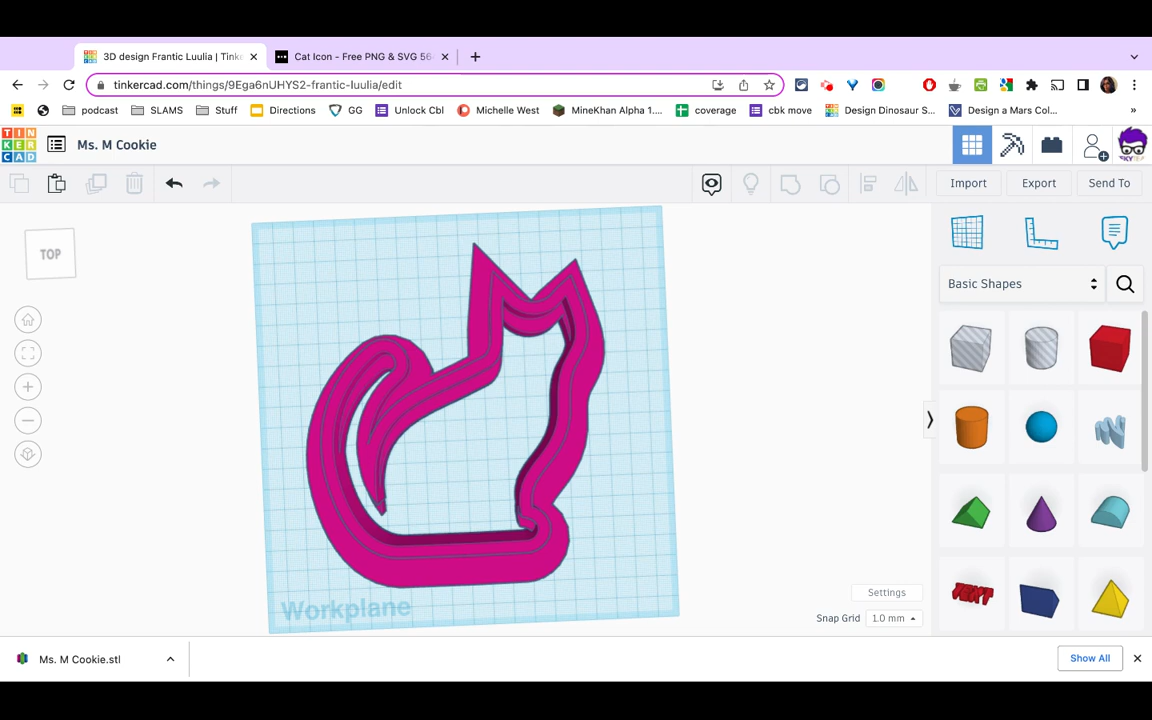 3D design Frantic Luulia | Tinke
Cat Icon - Free PNG & SVG 564
tinkercad.com/things/9Ega6nUHYS2-frantic-luulia/edit
podcast
SLAMS
Stuff
Directions
GG
Unlock Cbl
Michelle West
MineKhan Alpha 1....
coverage
cbk move
Design Dinosaur S...
Design a Mars Col...
»
TIN
KER
CAD
Ms. M Cookie
Import
Export
Send To
TOP
Basic Shapes
TEXT
Workplane
Settings
Snap Grid 1.0 mm
Ms. M Cookie.stl
Show All